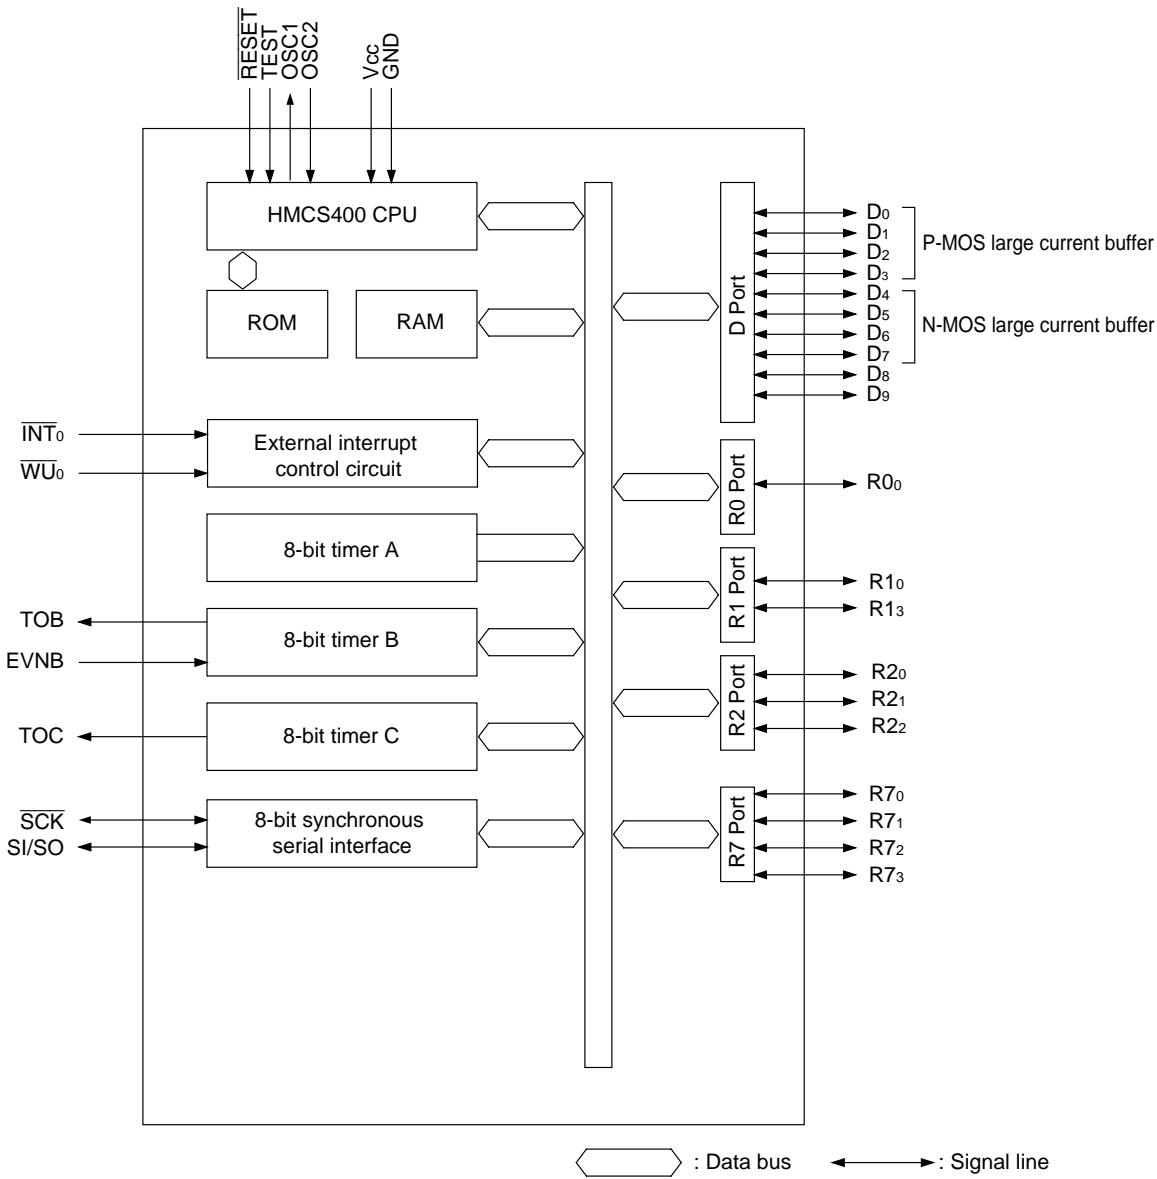 RESET
TEST
OSC1
OSC2
Vcc
GND
HMCS400 CPU
ROM
RAM
D Port
D0
D1
D2
D3
D4
D5
D6
D7
D8
D9
P-MOS large current buffer
N-MOS large current buffer
INT0
WU0
External interrupt
control circuit
R0 Port
R00
8-bit timer A
R1 Port
R10
R13
TOB
EVNB
8-bit timer B
R2 Port
R20
R21
R22
TOC
8-bit timer C
SCK
SI/SO
8-bit synchronous
serial interface
R7 Port
R70
R71
R72
R73
: Data bus
: Signal line